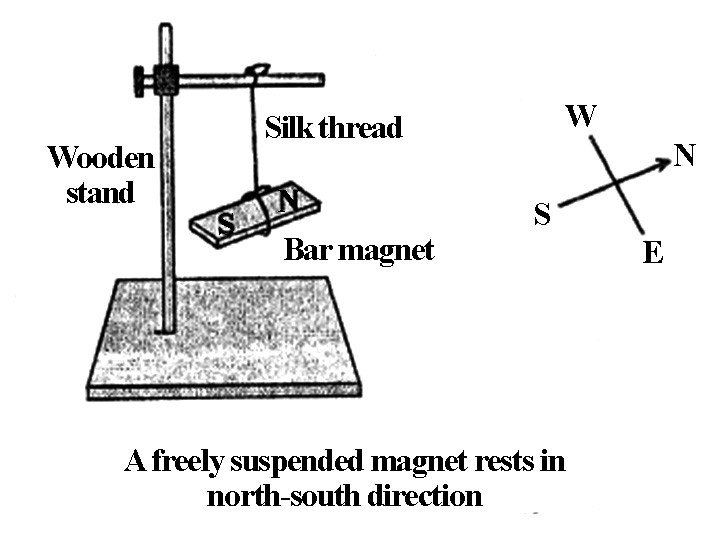 Silk thread
Wooden
stand
N
S
Bar magnet
W
N
S
E
A freely suspended magnet rests in
north-south direction